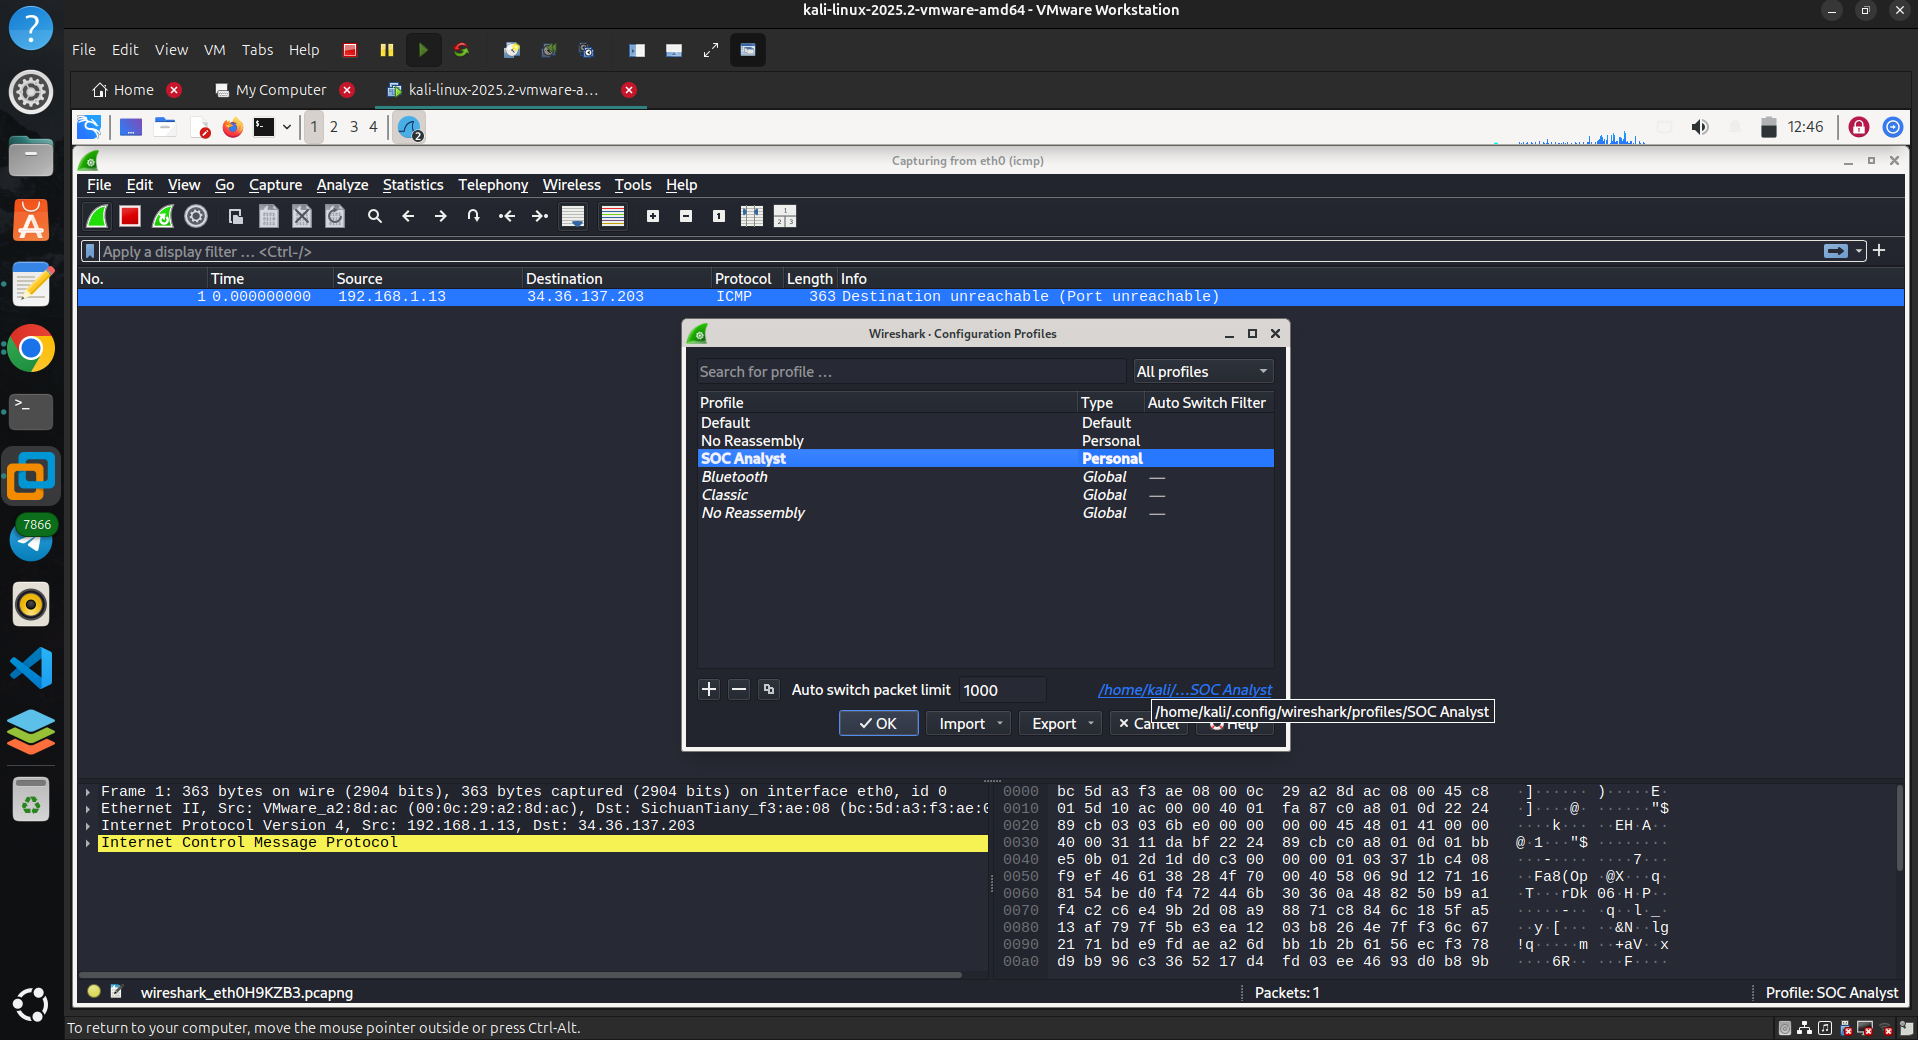 kali-linux-2025.2-vmware-amd64 - VMware Workstation
File Edit View VM Tabs Help
Home My Computer kali-linux-2025.2-vmware-a...
1 2 3 4 2 12:46
Capturing from eth0 (icmp)
File Edit View Go Capture Analyze Statistics Telephony Wireless Tools Help
Apply a display filter ... <Ctrl-/>
No. Time Source Destination Protocol Length Info
1 0.000000000 192.168.1.13 34.36.137.203 ICMP 363 Destination unreachable (Port unreachable)
Wireshark · Configuration Profiles
Search for profile ... All profiles
Profile Type Auto Switch Filter
Default Default
No Reassembly Personal
SOC Analyst Personal
Bluetooth Global —
Classic Global —
No Reassembly Global —
Auto switch packet limit 1000 /home/kali/...SOC Analyst
/home/kali/.config/wireshark/profiles/SOC Analyst
OK Import Export Cancel Help
7866
Frame 1: 363 bytes on wire (2904 bits), 363 bytes captured (2904 bits) on interface eth0, id 0
Ethernet II, Src: VMware_a2:8d:ac (00:0c:29:a2:8d:ac), Dst: SichuanTiany_f3:ae:08 (bc:5d:a3:f3:ae:0
Internet Protocol Version 4, Src: 192.168.1.13, Dst: 34.36.137.203
Internet Control Message Protocol
0000 bc 5d a3 f3 ae 08 00 0c 29 a2 8d ac 08 00 45 c8 ·]······ )·····E·
0010 01 5d 10 ac 00 00 40 01 fa 87 c0 a8 01 0d 22 24 ·]····@· ······"$
0020 89 cb 03 03 6b e0 00 00 00 00 45 48 01 41 00 00 ····k··· ··EH·A··
0030 40 00 31 11 da bf 22 24 89 cb c0 a8 01 0d 01 bb @·1···"$ ········
0040 e5 0b 01 2d 1d d0 c3 00 00 00 01 03 37 1b c4 08 ···-···· ····7···
0050 f9 ef 46 61 38 28 4f 70 00 40 58 06 9d 12 71 16 ··Fa8(Op ·@X···q·
0060 81 54 be d0 f4 72 44 6b 30 36 0a 48 82 50 b9 a1 ·T···rDk 06·H·P··
0070 f4 c2 c6 e4 9b 2d 08 a9 88 71 c8 84 6c 18 5f a5 ·····-·· ·q··l·_·
0080 13 af 79 7f 5b e3 ea 12 03 b8 26 4e 7f f3 6c 67 ··y·[··· ··&N··lg
0090 21 71 bd e9 fd ae a2 6d bb 1b 2b 61 56 ec f3 78 !q·····m ··+aV··x
00a0 d9 b9 96 c3 36 52 17 d4 fd 03 ee 46 93 d0 b8 9b ····6R·· ···F····
wireshark_eth0H9KZB3.pcapng Packets: 1 Profile: SOC Analyst
To return to your computer, move the mouse pointer outside or press Ctrl-Alt.